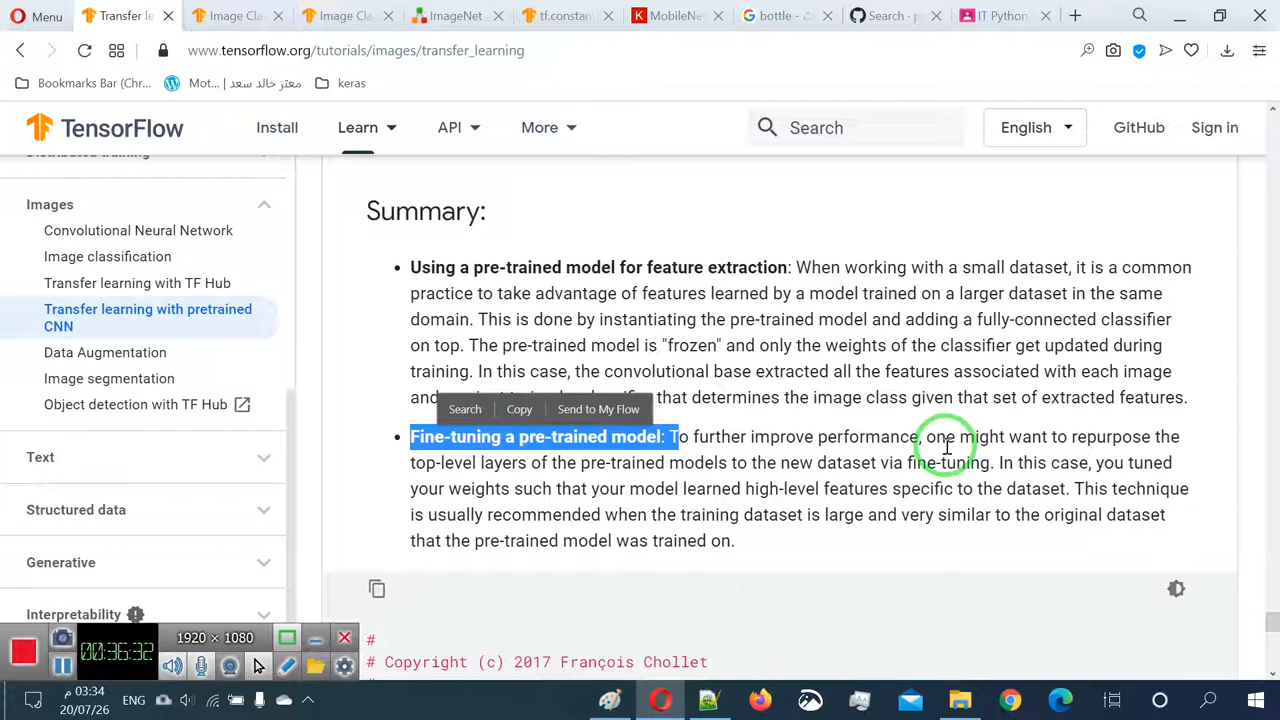 Menu
Transfer le
Image Cl
Image Cl
ImageNet
tf.constan
MobileNe
bottle -
Search -
IT Python
www.tensorflow.org/tutorials/images/transfer_learning
Bookmarks Bar (Chr...
Mot... | معتز خالد سعد
keras
TensorFlow
Install
Learn
API
More
Search
English
GitHub
Sign in
Distributed training
Images
Convolutional Neural Network
Image classification
Transfer learning with TF Hub
Transfer learning with pretrained
CNN
Data Augmentation
Image segmentation
Object detection with TF Hub
Text
Structured data
Generative
Interpretability
Summary:
Using a pre-trained model for feature extraction: When working with a small dataset, it is a common
practice to take advantage of features learned by a model trained on a larger dataset in the same
domain. This is done by instantiating the pre-trained model and adding a fully-connected classifier
on top. The pre-trained model is "frozen" and only the weights of the classifier get updated during
training. In this case, the convolutional base extracted all the features associated with each image
that determines the image class given that set of extracted features.
Search Copy Send to My Flow
Fine-tuning a pre-trained model: To further improve performance, one might want to repurpose the
top-level layers of the pre-trained models to the new dataset via fine-tuning. In this case, you tuned
your weights such that your model learned high-level features specific to the dataset. This technique
is usually recommended when the training dataset is large and very similar to the original dataset
that the pre-trained model was trained on.
#
# Copyright (c) 2017 François Chollet
00:36:32
1920 × 1080
ENG
03:34 م
20/07/26